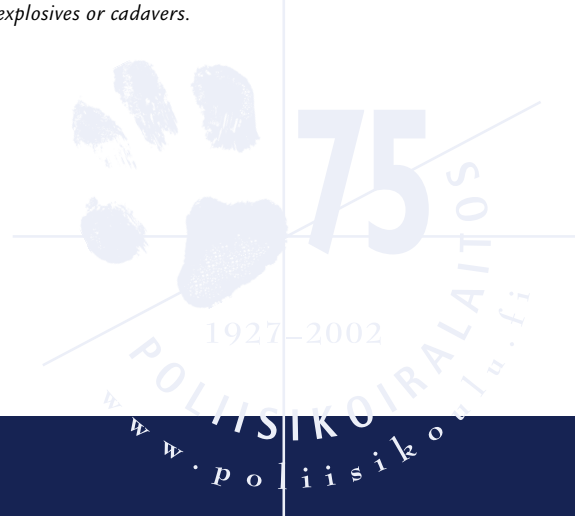 explosives or cadavers.
75
1927–2002
POLIISIKOIRALAITOS
www.poliisikoulu.fi